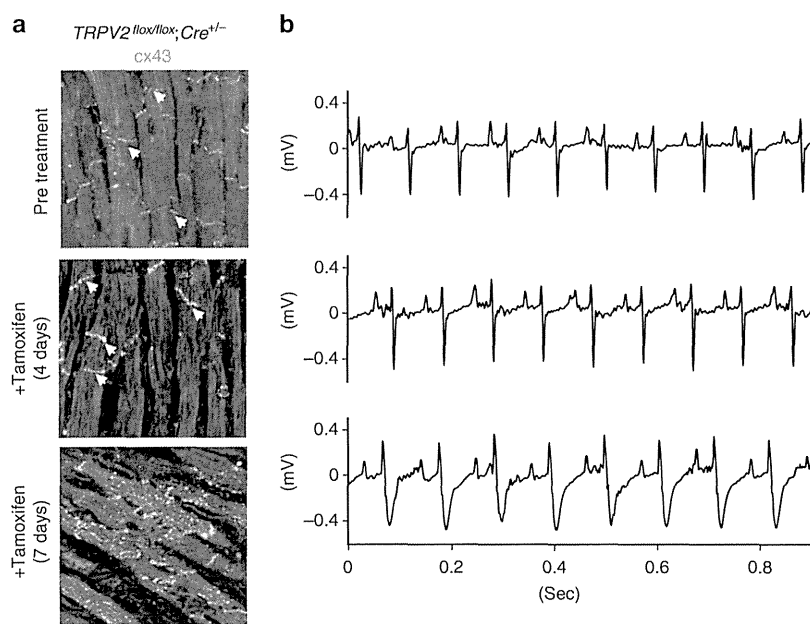 a
TRPV2 flox/flox;Cre+/–
cx43
Pre treatment
+Tamoxifen
(4 days)
+Tamoxifen
(7 days)
b
0.4
0
–0.4
(mV)
0.4
0
–0.4
(mV)
0.4
0
–0.4
(mV)
0
0.2
0.4
0.6
0.8
(Sec)